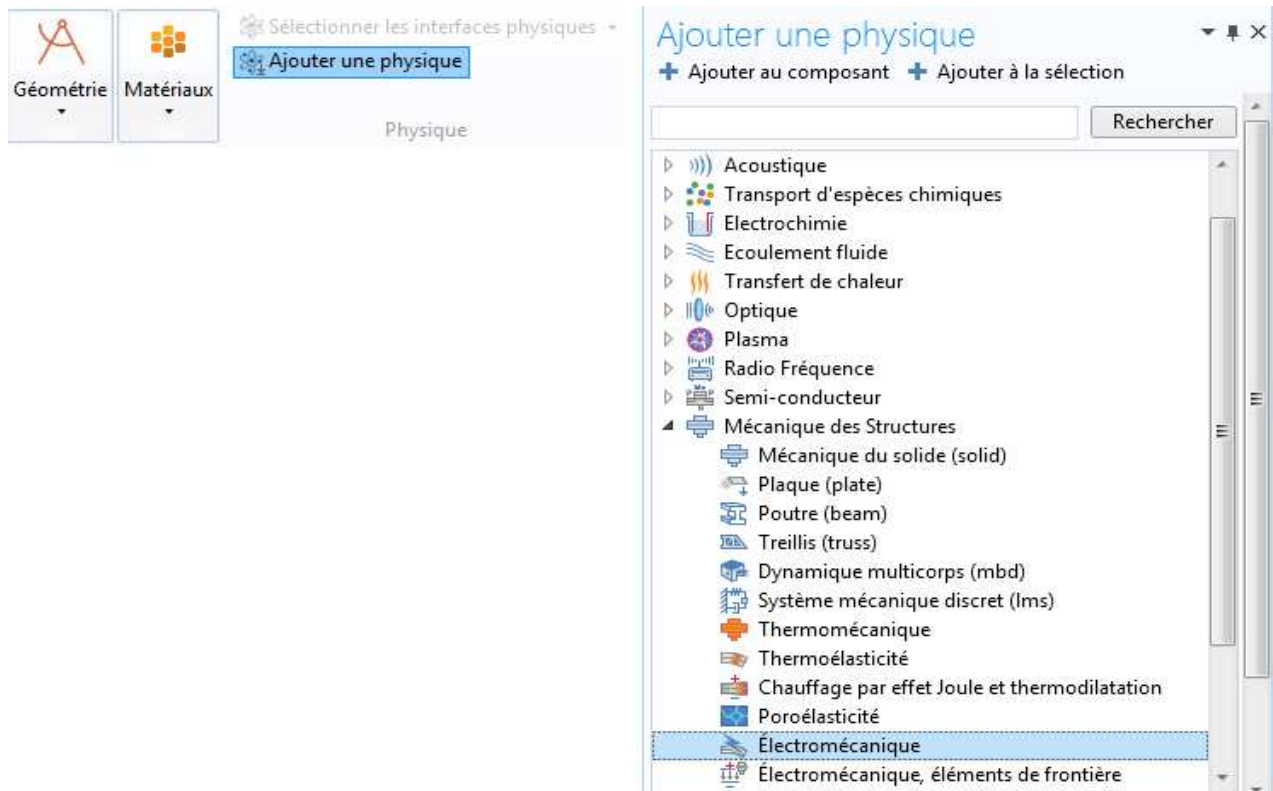 Géométrie
Matériaux
Sélectionner les interfaces physiques
Ajouter une physique
Physique
Ajouter une physique
Ajouter au composant
Ajouter à la sélection
Rechercher
Acoustique
Transport d'espèces chimiques
Electrochimie
Ecoulement fluide
Transfert de chaleur
Optique
Plasma
Radio Fréquence
Semi-conducteur
Mécanique des Structures
Mécanique du solide (solid)
Plaque (plate)
Poutre (beam)
Treillis (truss)
Dynamique multicorps (mbd)
Système mécanique discret (lms)
Thermomécanique
Thermoélasticité
Chauffage par effet Joule et thermodilatation
Poroélasticité
Électromécanique
Électromécanique, éléments de frontière